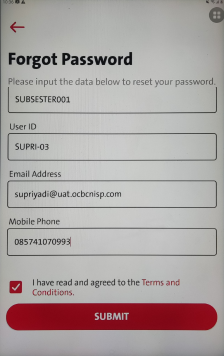 Forgot Password
Please input the data below to reset your password.
SUBSESTER001
User ID
SUPRI-03
Email Address
supriyadi@uat.ocbcnisp.com
Mobile Phone
085741070993
I have read and agreed to the Terms and
Conditions.
SUBMIT